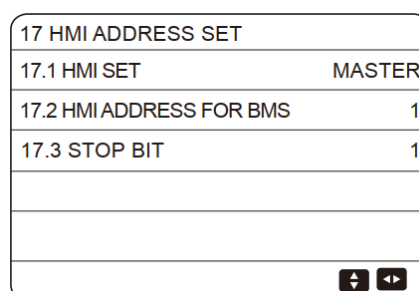 17 HMI ADDRESS SET
17.1 HMI SET MASTER
17.2 HMI ADDRESS FOR BMS 1
17.3 STOP BIT 1